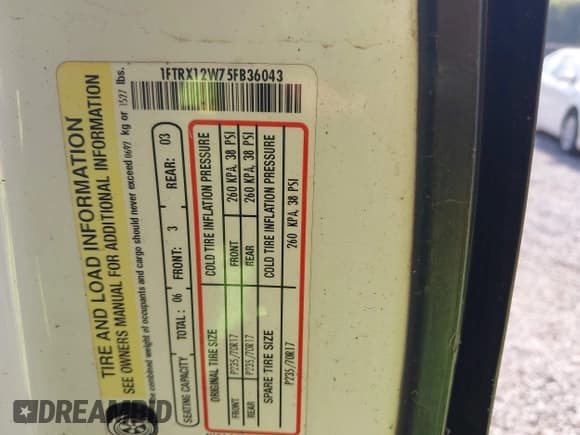 1FTRX12W75FB36043
TIRE AND LOAD INFORMATION
SEE OWNERS MANUAL FOR ADDITIONAL INFORMATION
the combined weight of occupants and cargo should never exceed 0692 kg or 1527 lbs.
SEATING CAPACITY TOTAL: 06 FRONT: 3 REAR: 03
ORIGINAL TIRE SIZE COLD TIRE INFLATION PRESSURE
FRONT P235/70R17 FRONT 260 KPA, 38 PSI
REAR P235/70R17 REAR 260 KPA, 38 PSI
SPARE TIRE SIZE COLD TIRE INFLATION PRESSURE
P235/70R17 260 KPA, 38 PSI
DREAMBID